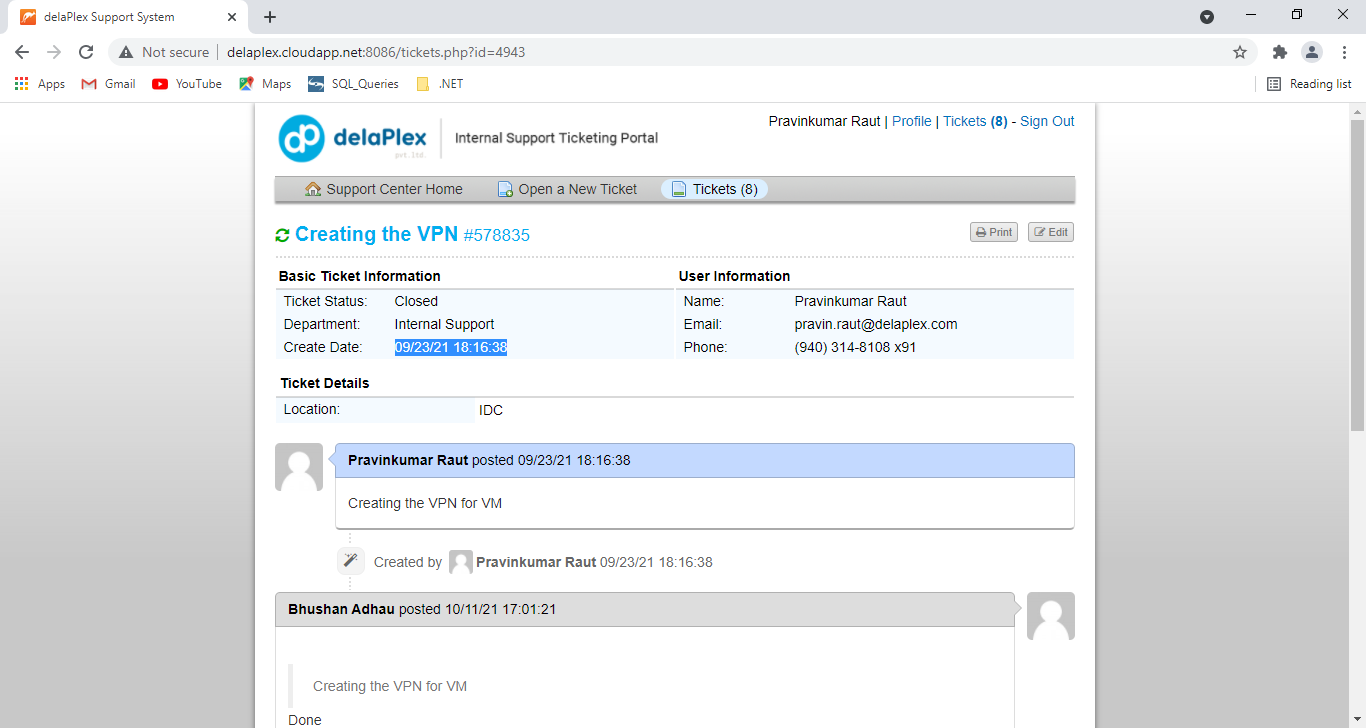 delaPlex Support System
Not secure delaplex.cloudapp.net:8086/tickets.php?id=4943
Apps Gmail YouTube Maps SQL_Queries .NET Reading list
delaPlex
pvt.ltd.
Internal Support Ticketing Portal
Pravinkumar Raut | Profile | Tickets (8) - Sign Out
Support Center Home Open a New Ticket Tickets (8)
Creating the VPN #578835
Print Edit
Basic Ticket Information User Information
Ticket Status: Closed Name: Pravinkumar Raut
Department: Internal Support Email: pravin.raut@delaplex.com
Create Date: 09/23/21 18:16:38 Phone: (940) 314-8108 x91
Ticket Details
Location: IDC
Pravinkumar Raut posted 09/23/21 18:16:38
Creating the VPN for VM
Created by Pravinkumar Raut 09/23/21 18:16:38
Bhushan Adhau posted 10/11/21 17:01:21
Creating the VPN for VM
Done